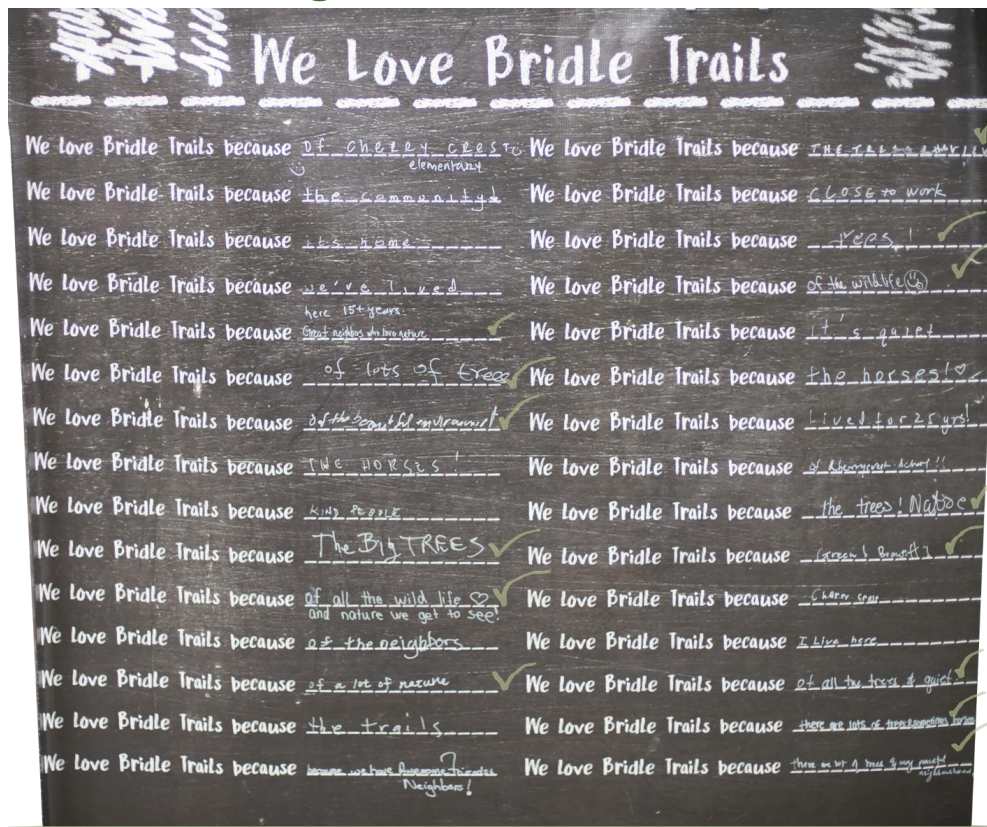 We Love Bridle Trails
We Love Bridle Trails because of cherry crest
elementary
We Love Bridle Trails because the community!
We Love Bridle Trails because its home
We Love Bridle Trails because we've lived
here 15+ years.
We Love Bridle Trails because Great neighbors who love nature
We Love Bridle Trails because of lots of trees
We Love Bridle Trails because of the beautiful environment!
We Love Bridle Trails because THE HORSES!
We Love Bridle Trails because KIND PEOPLE
We Love Bridle Trails because The Big TREES
We Love Bridle Trails because of all the wild life ♡
and nature we get to see!
We Love Bridle Trails because of the neighbors
We Love Bridle Trails because of a lot of nature
We Love Bridle Trails because the trails
We Love Bridle Trails because because we have Awesome friends
Neighbors!
We Love Bridle Trails because THE TREES &
We Love Bridle Trails because CLOSE to work
We Love Bridle Trails because !
We Love Bridle Trails because of the wildlife
We Love Bridle Trails because it's quiet
We Love Bridle Trails because the horses! ♡
We Love Bridle Trails because Lived for 25 yrs!
We Love Bridle Trails because of School!!
We Love Bridle Trails because the trees! Nature
We Love Bridle Trails because Green &
We Love Bridle Trails because
We Love Bridle Trails because I Live here
We Love Bridle Trails because of all the trees & quiet
We Love Bridle Trails because there are lots of trees & sometimes horses
We Love Bridle Trails because there are lot of trees & very peaceful
neighbourhood